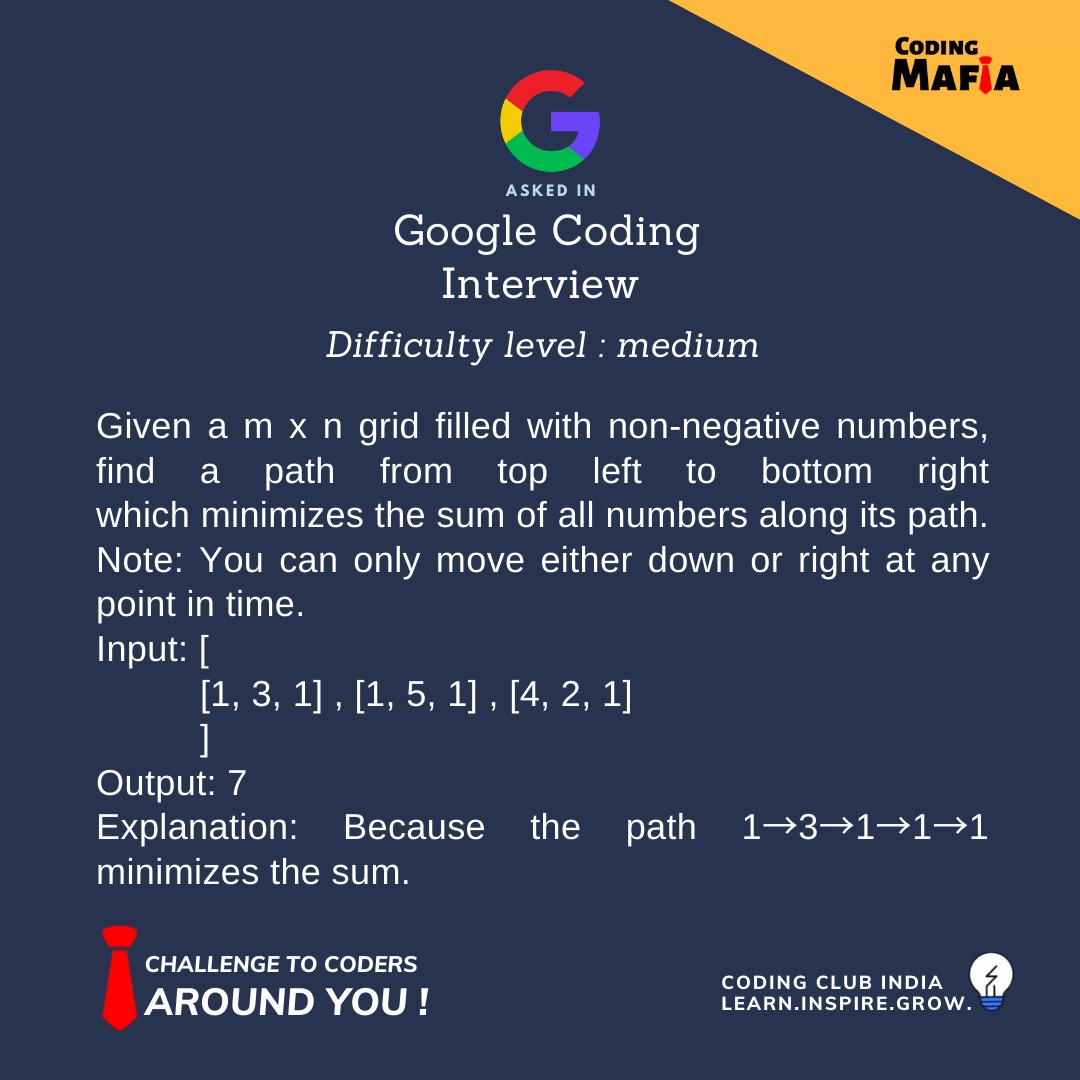 CODING
MAFIA
ASKED IN
Google Coding
Interview
Difficulty level : medium
Given a m x n grid filled with non-negative numbers,
find a path from top left to bottom right
which minimizes the sum of all numbers along its path.
Note: You can only move either down or right at any
point in time.
Input: [
[1, 3, 1] , [1, 5, 1] , [4, 2, 1]
]
Output: 7
Explanation: Because the path 1→3→1→1→1
minimizes the sum.
CHALLENGE TO CODERS
AROUND YOU !
CODING CLUB INDIA
LEARN.INSPIRE.GROW.